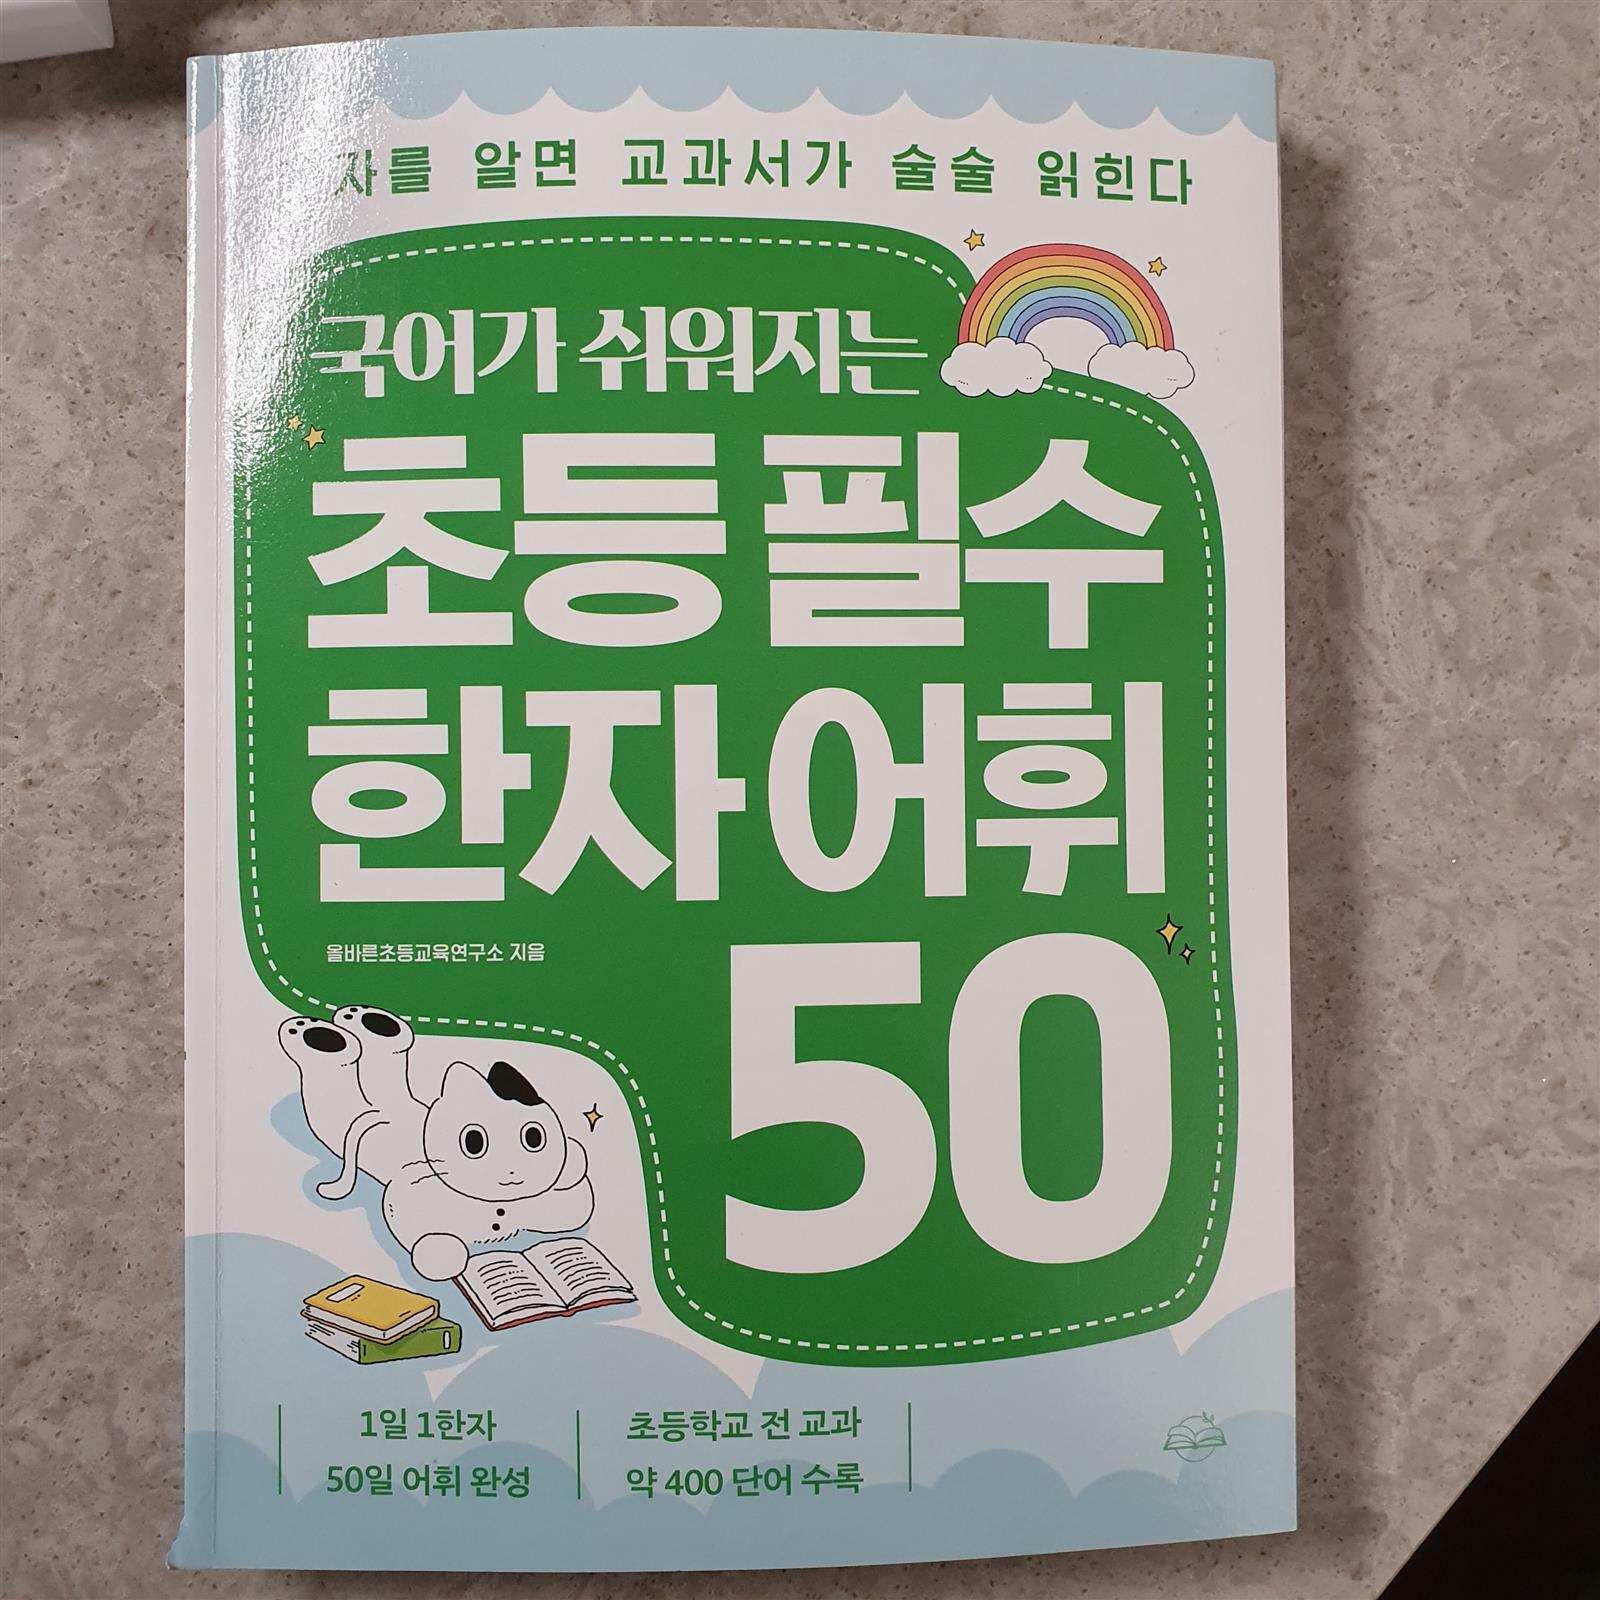 자를 알면 교과서가 술술 읽힌다
국어가 쉬워지는
초등 필수
한자 어휘
50
올바른초등교육연구소 지음
1일 1한자
50일 어휘 완성
초등학교 전 교과
약 400 단어 수록